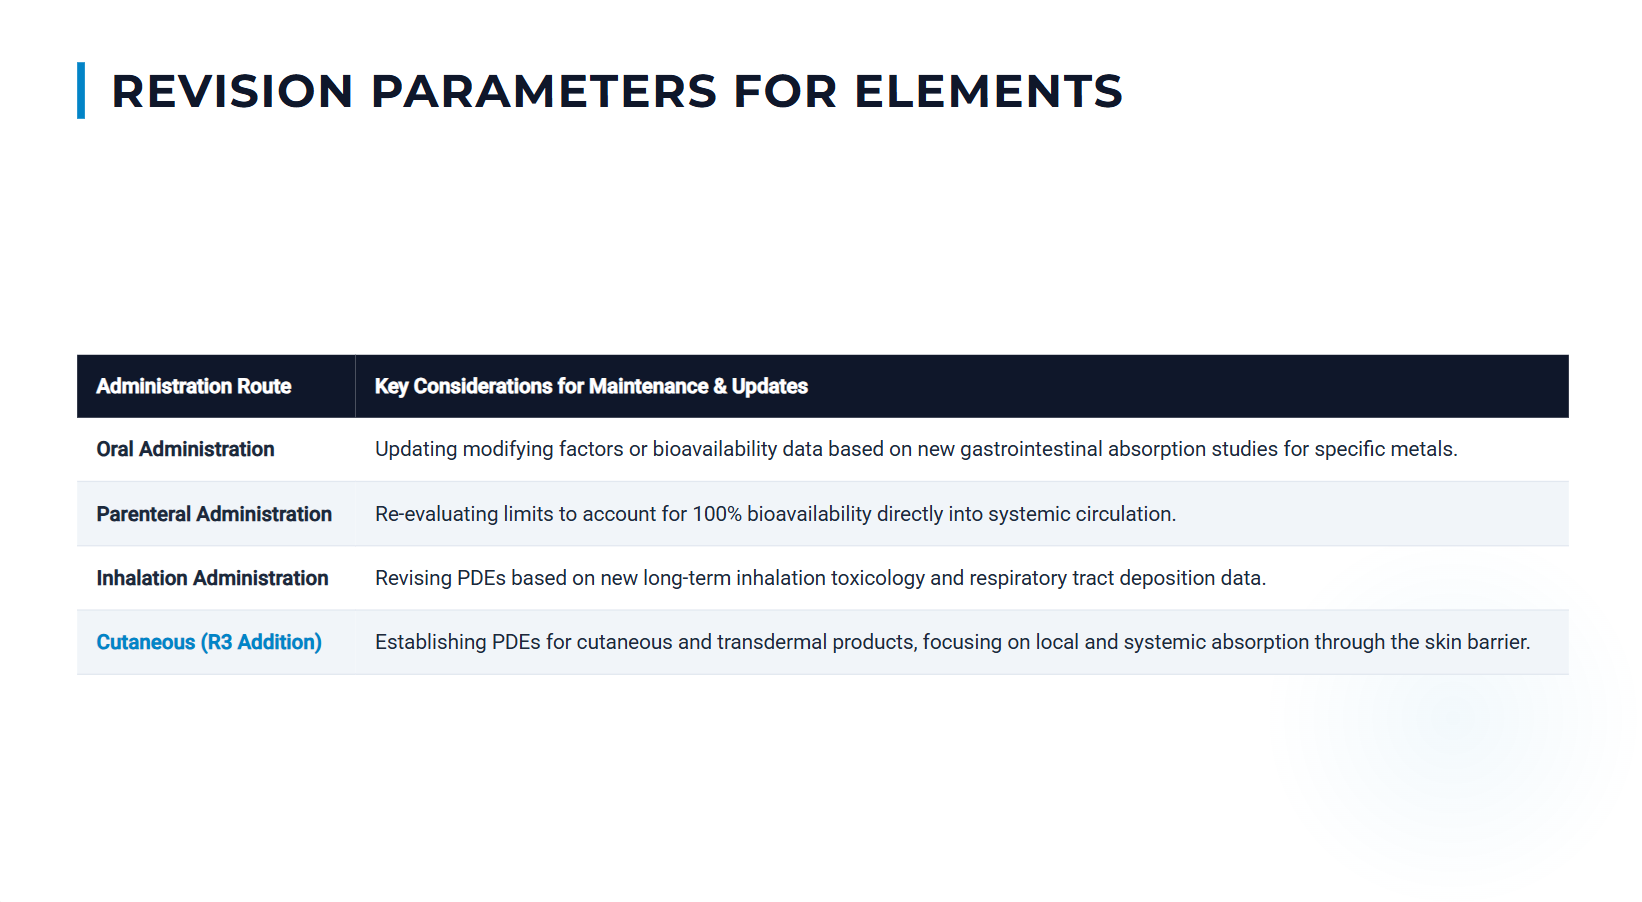 REVISION PARAMETERS FOR ELEMENTS
Administration Route
Key Considerations for Maintenance & Updates
Oral Administration
Updating modifying factors or bioavailability data based on new gastrointestinal absorption studies for specific metals.
Parenteral Administration
Re-evaluating limits to account for 100% bioavailability directly into systemic circulation.
Inhalation Administration
Revising PDEs based on new long-term inhalation toxicology and respiratory tract deposition data.
Cutaneous (R3 Addition)
Establishing PDEs for cutaneous and transdermal products, focusing on local and systemic absorption through the skin barrier.